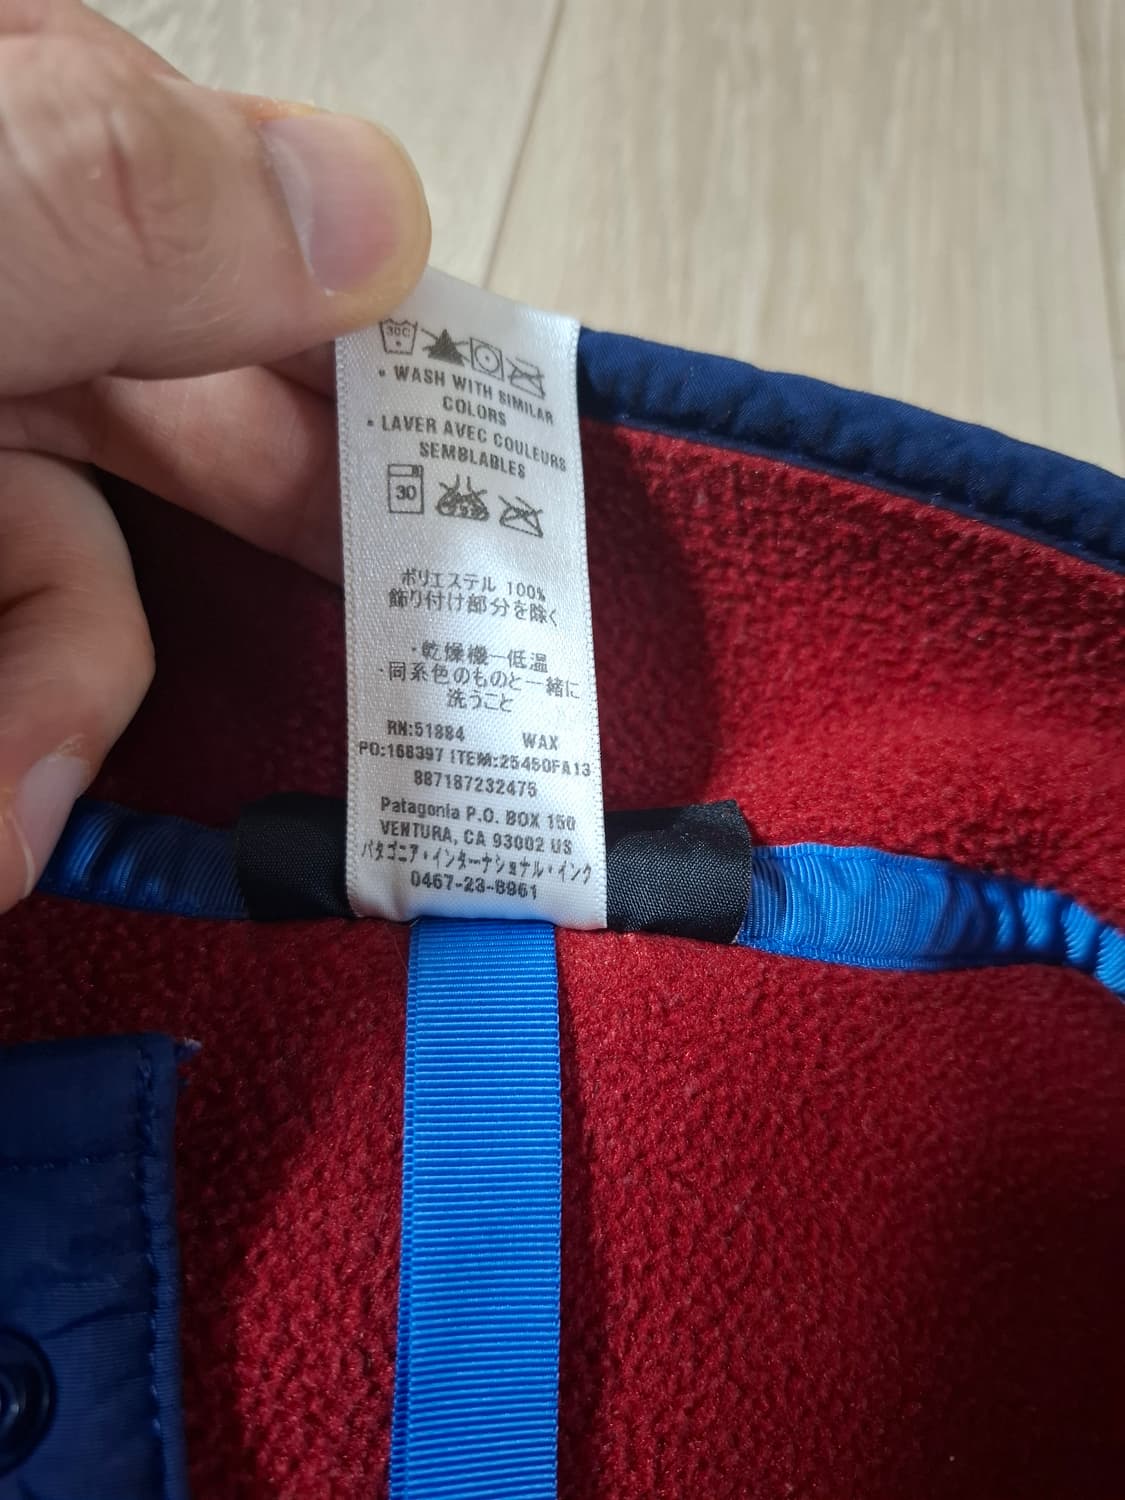 30C
• WASH WITH SIMILAR
COLORS
• LAVER AVEC COULEURS
SEMBLABLES
30
ポリエステル 100%
飾り付け部分を除く
・乾燥機ー低温
・同系色のものと一緒に
洗うこと
RN:51884 WAX
PO:168397 ITEM:25450FA13
887187232475
Patagonia P.O. BOX 150
VENTURA, CA 93002 US
パタゴニア・インターナショナル・インク
0467-23-8961